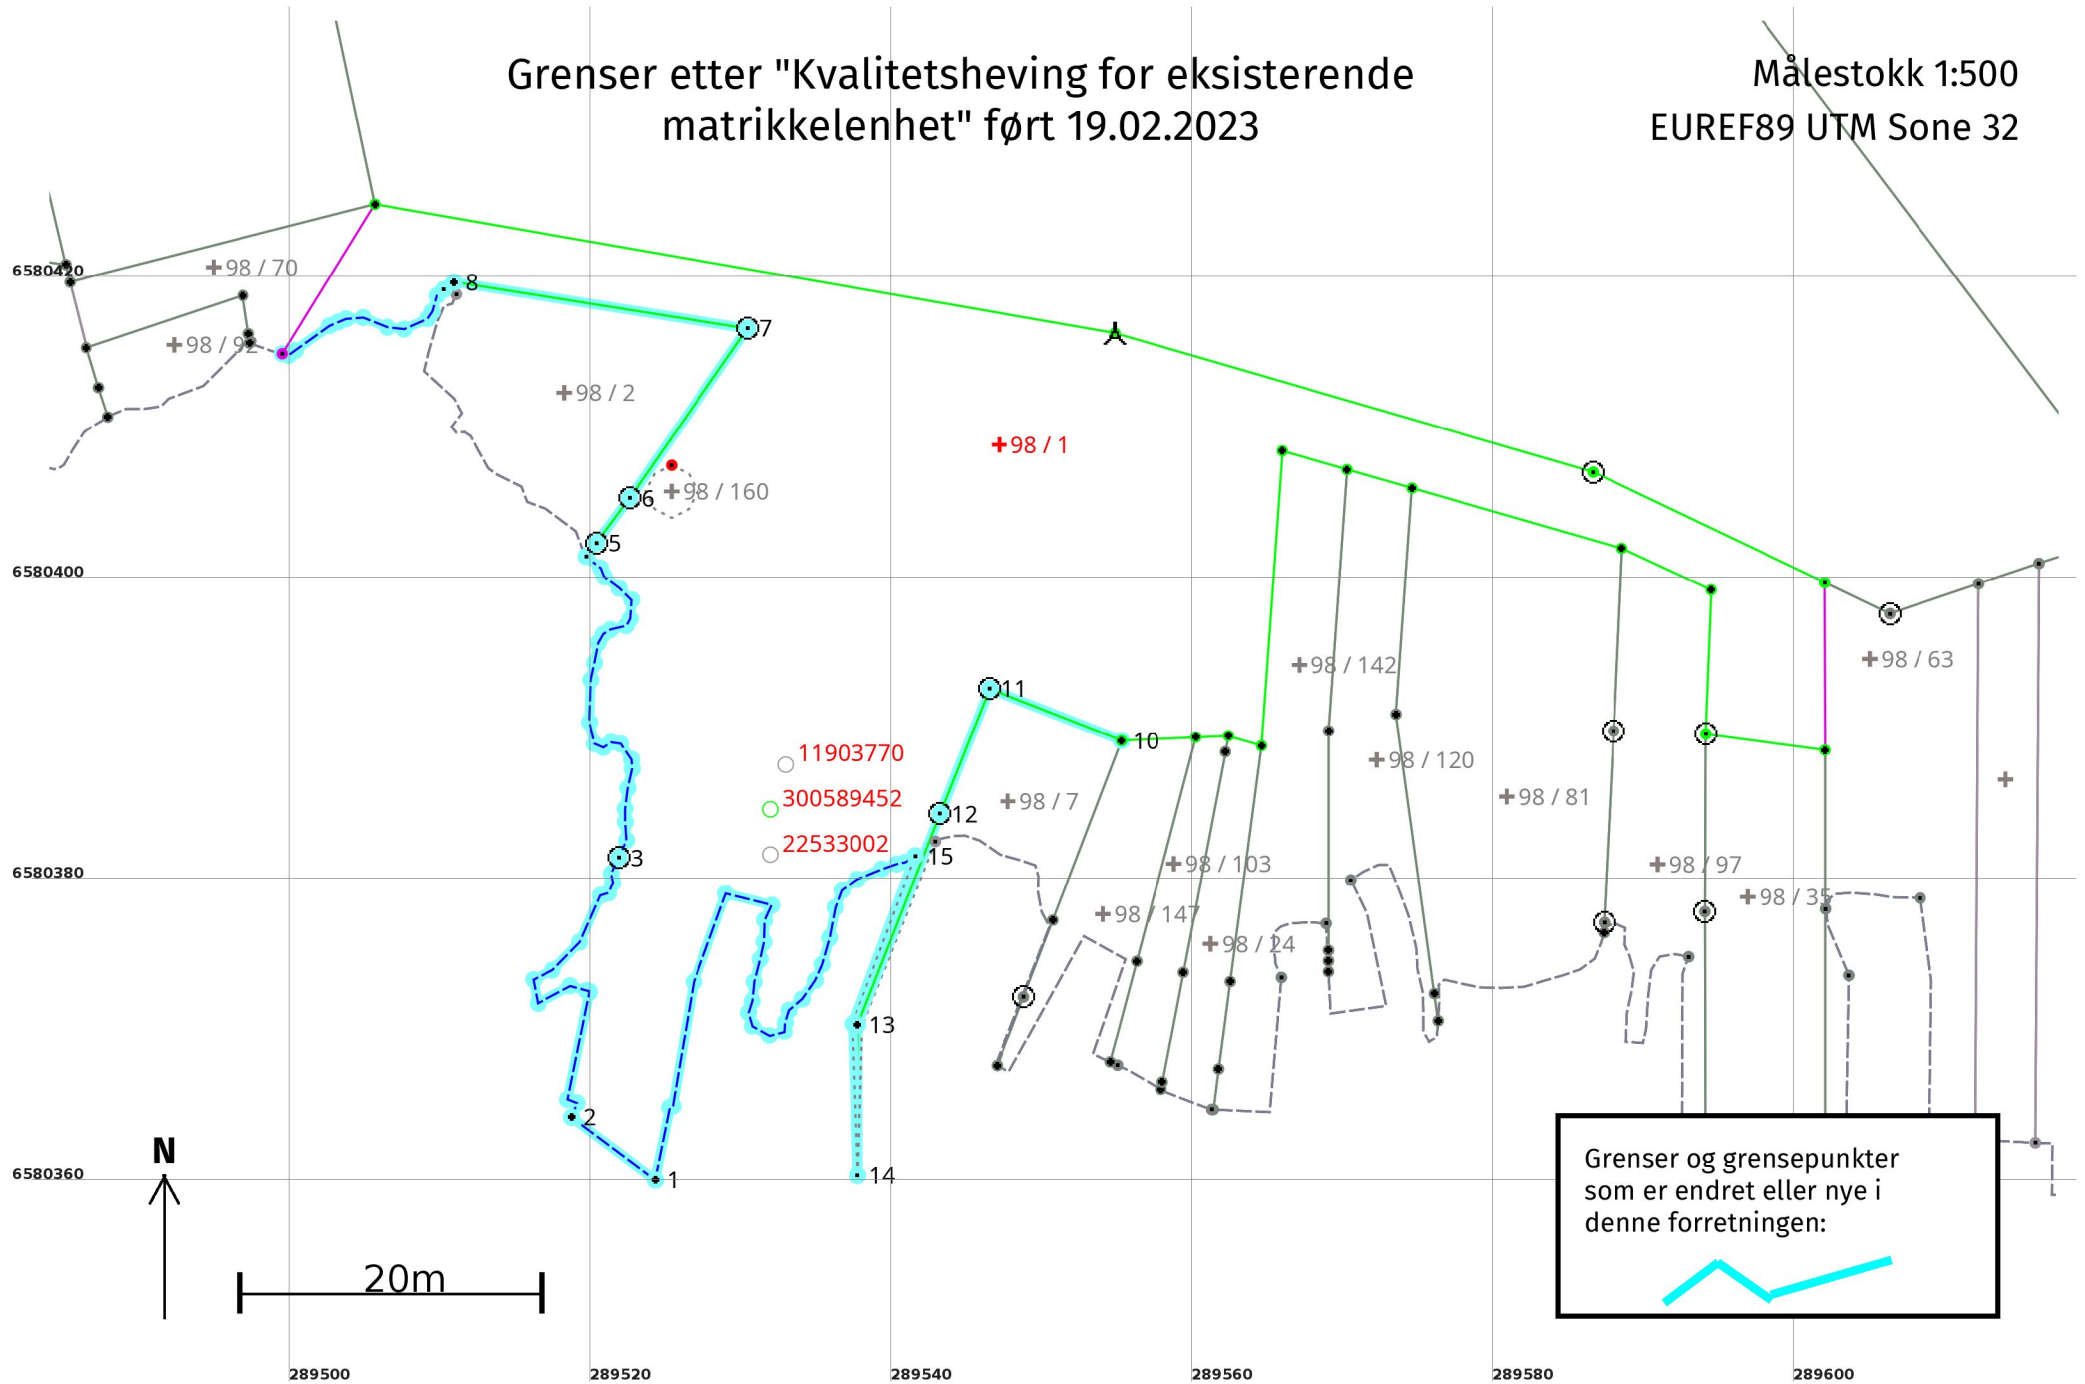 Grenser etter "Kvalitetsheving for eksisterende
matrikkelenhet" ført 19.02.2023
Målestokk 1:500
EUREF89 UTM Sone 32
6580420
98 / 70
8
98 / 92
7
98 / 2
98 / 1
6
98 / 160
5
6580400
98 / 142
98 / 63
11
10
11903770
98 / 120
300589452
98 / 7
12
98 / 81
22533002
3
15
98 / 103
98 / 97
6580380
98 / 35
98 / 147
98 / 24
13
2
N
6580360
1
14
Grenser og grensepunkter
som er endret eller nye i
denne forretningen:
20m
289500
289520
289540
289560
289580
289600